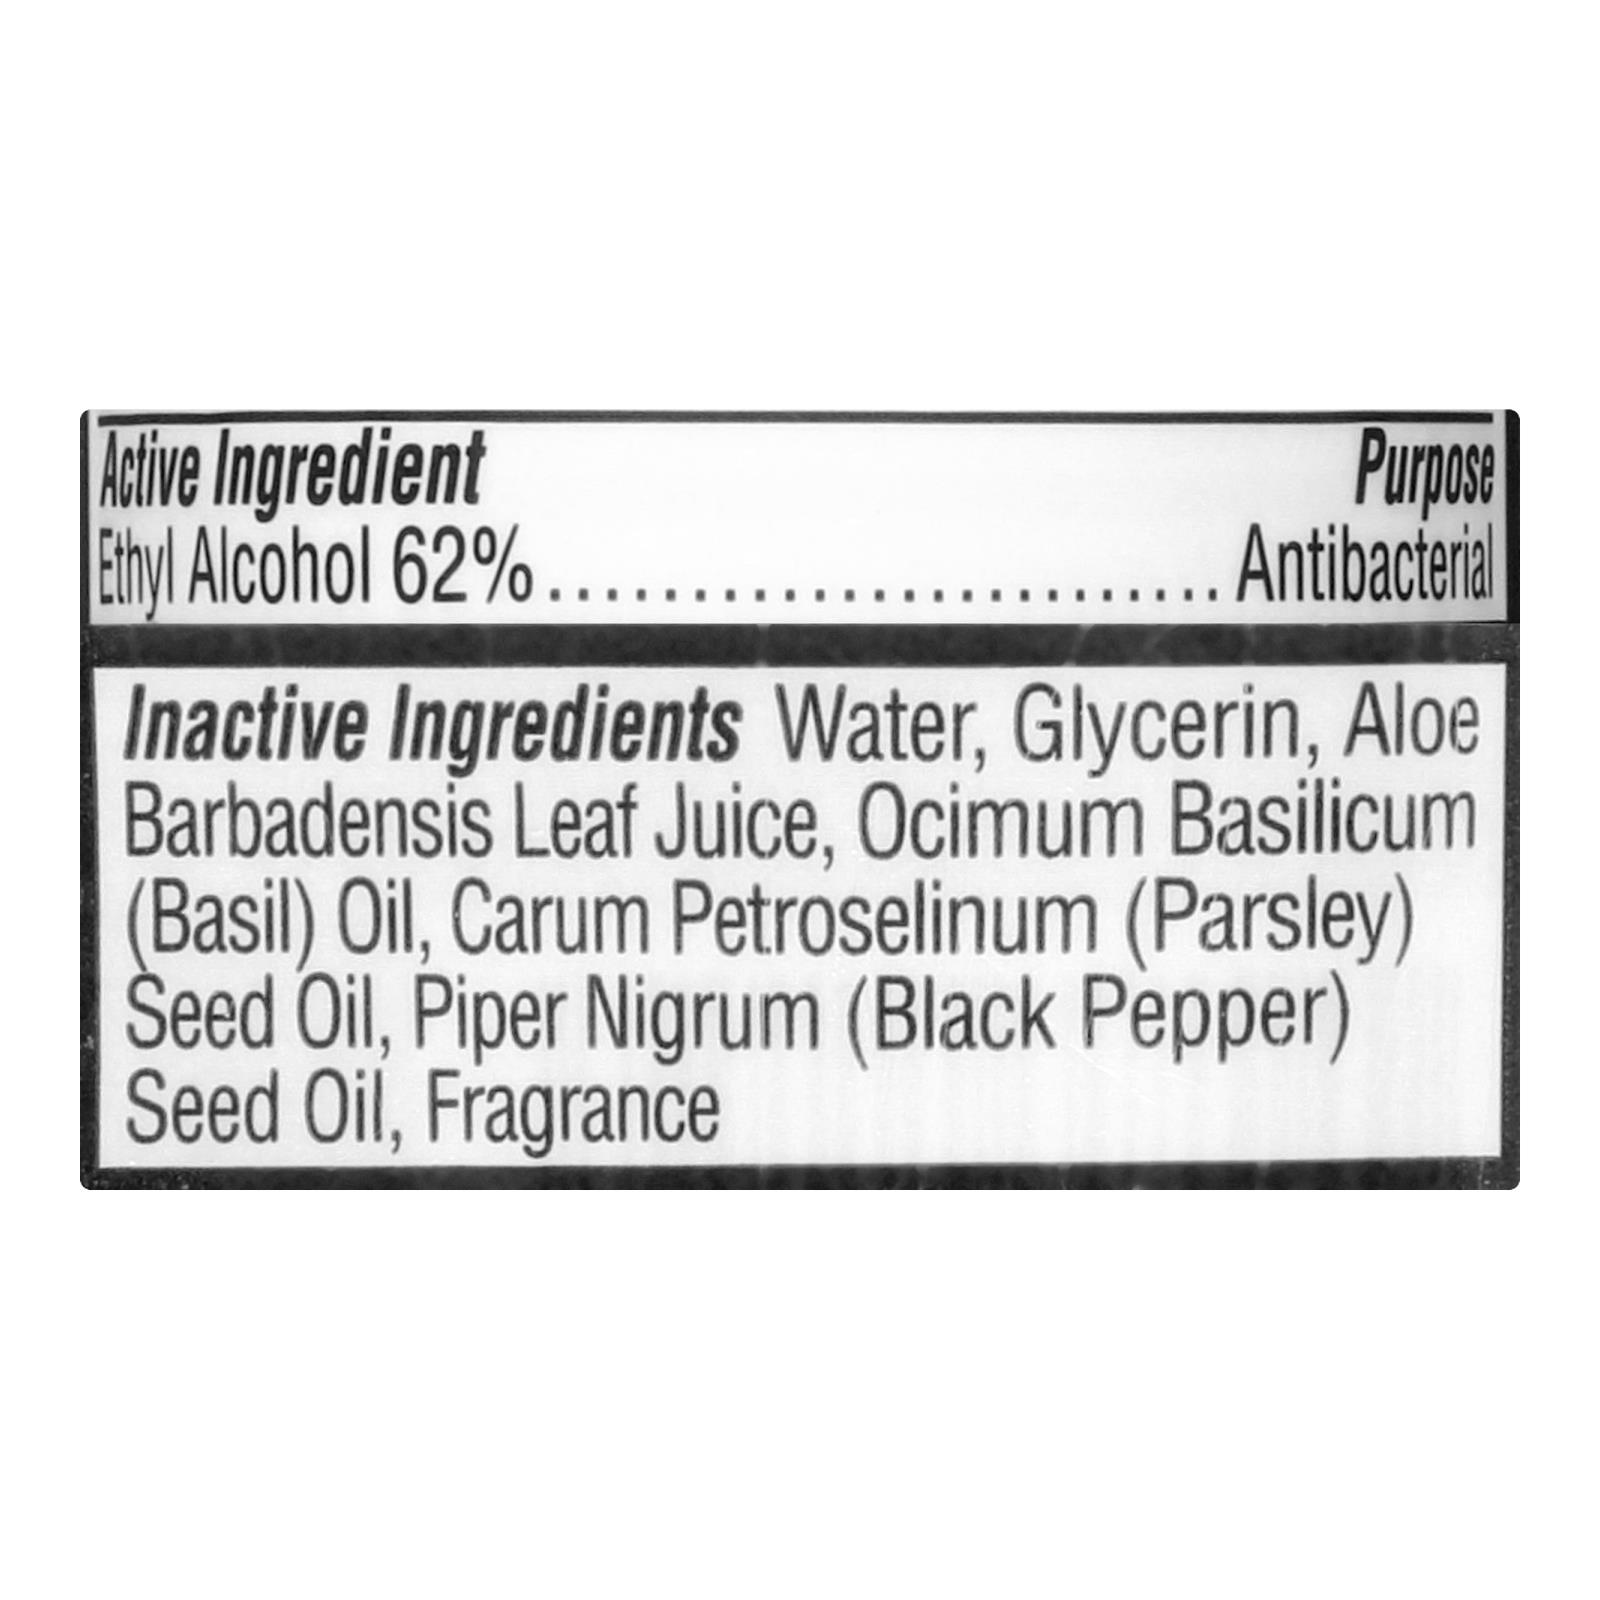 Active Ingredient Purpose
Ethyl Alcohol 62%....................... Antibacterial
Inactive Ingredients Water, Glycerin, Aloe
Barbadensis Leaf Juice, Ocimum Basilicum
(Basil) Oil, Carum Petroselinum (Parsley)
Seed Oil, Piper Nigrum (Black Pepper)
Seed Oil, Fragrance